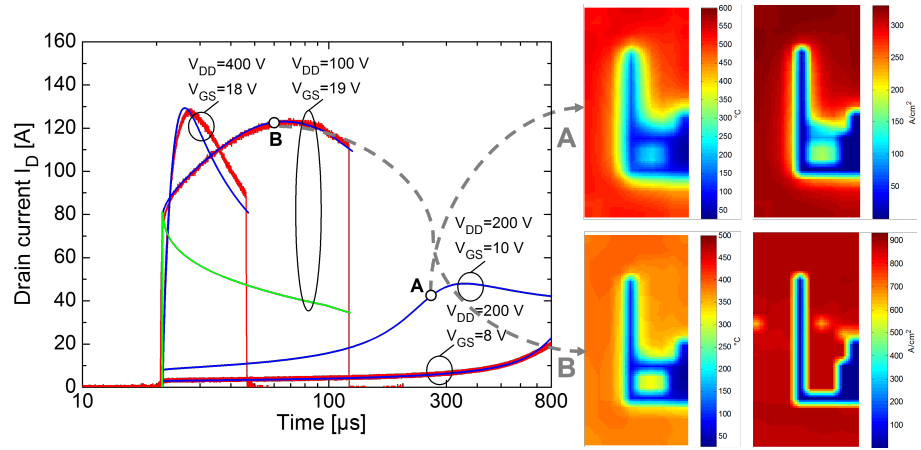 Drain current I_D [A]
160
140
120
100
80
60
40
20
0
10
100
300
800
Time [µs]
V_DD=400 V
V_GS=18 V
V_DD=100 V
V_GS=19 V
B
V_DD=200 V
V_GS=10 V
A
V_DD=200 V
V_GS=8 V
A
600
550
500
450
400
350
300
250
200
150
100
50
°C
300
250
200
150
100
50
0
A/cm²
B
500
450
400
350
300
250
200
150
100
50
°C
900
800
700
600
500
400
300
200
100
A/cm²